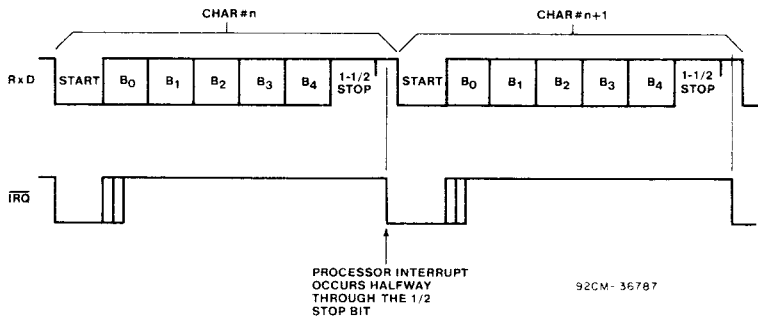 CHAR#n
CHAR#n+1
RxD START B0 B1 B2 B3 B4 1-1/2 STOP START B0 B1 B2 B3 B4 1-1/2 STOP
IRQ
PROCESSOR INTERRUPT
OCCURS HALFWAY
THROUGH THE 1/2
STOP BIT
92CM-36787